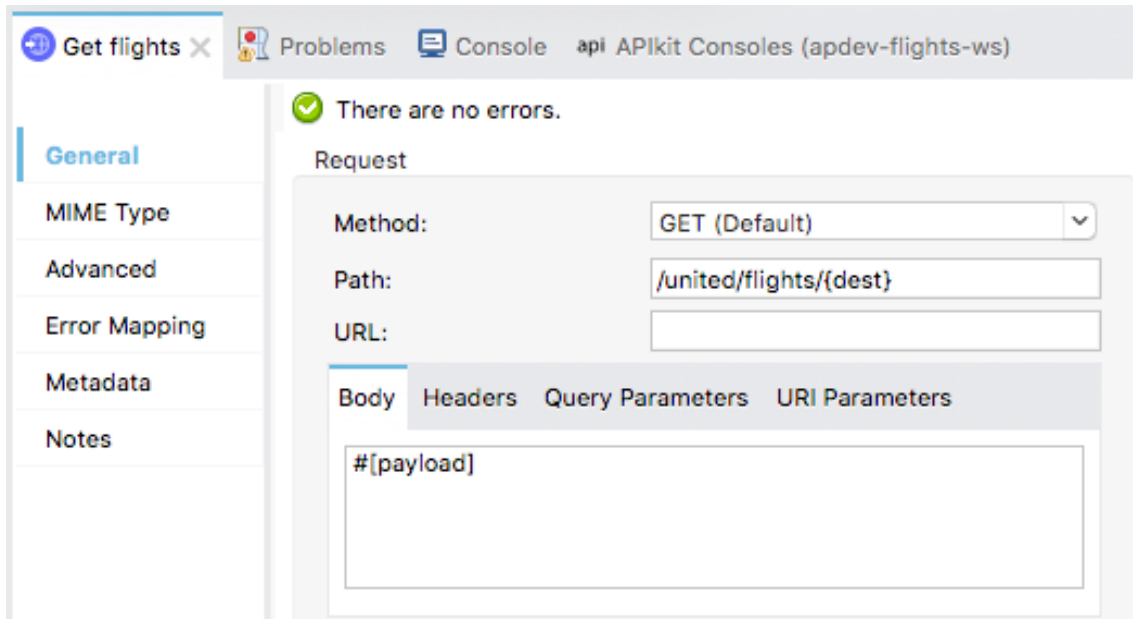 Get flights Problems Console api APIkit Consoles (apdev-flights-ws)
There are no errors.
General
MIME Type
Advanced
Error Mapping
Metadata
Notes
Request
Method: GET (Default)
Path: /united/flights/{dest}
URL:
Body Headers Query Parameters URI Parameters
#[payload]